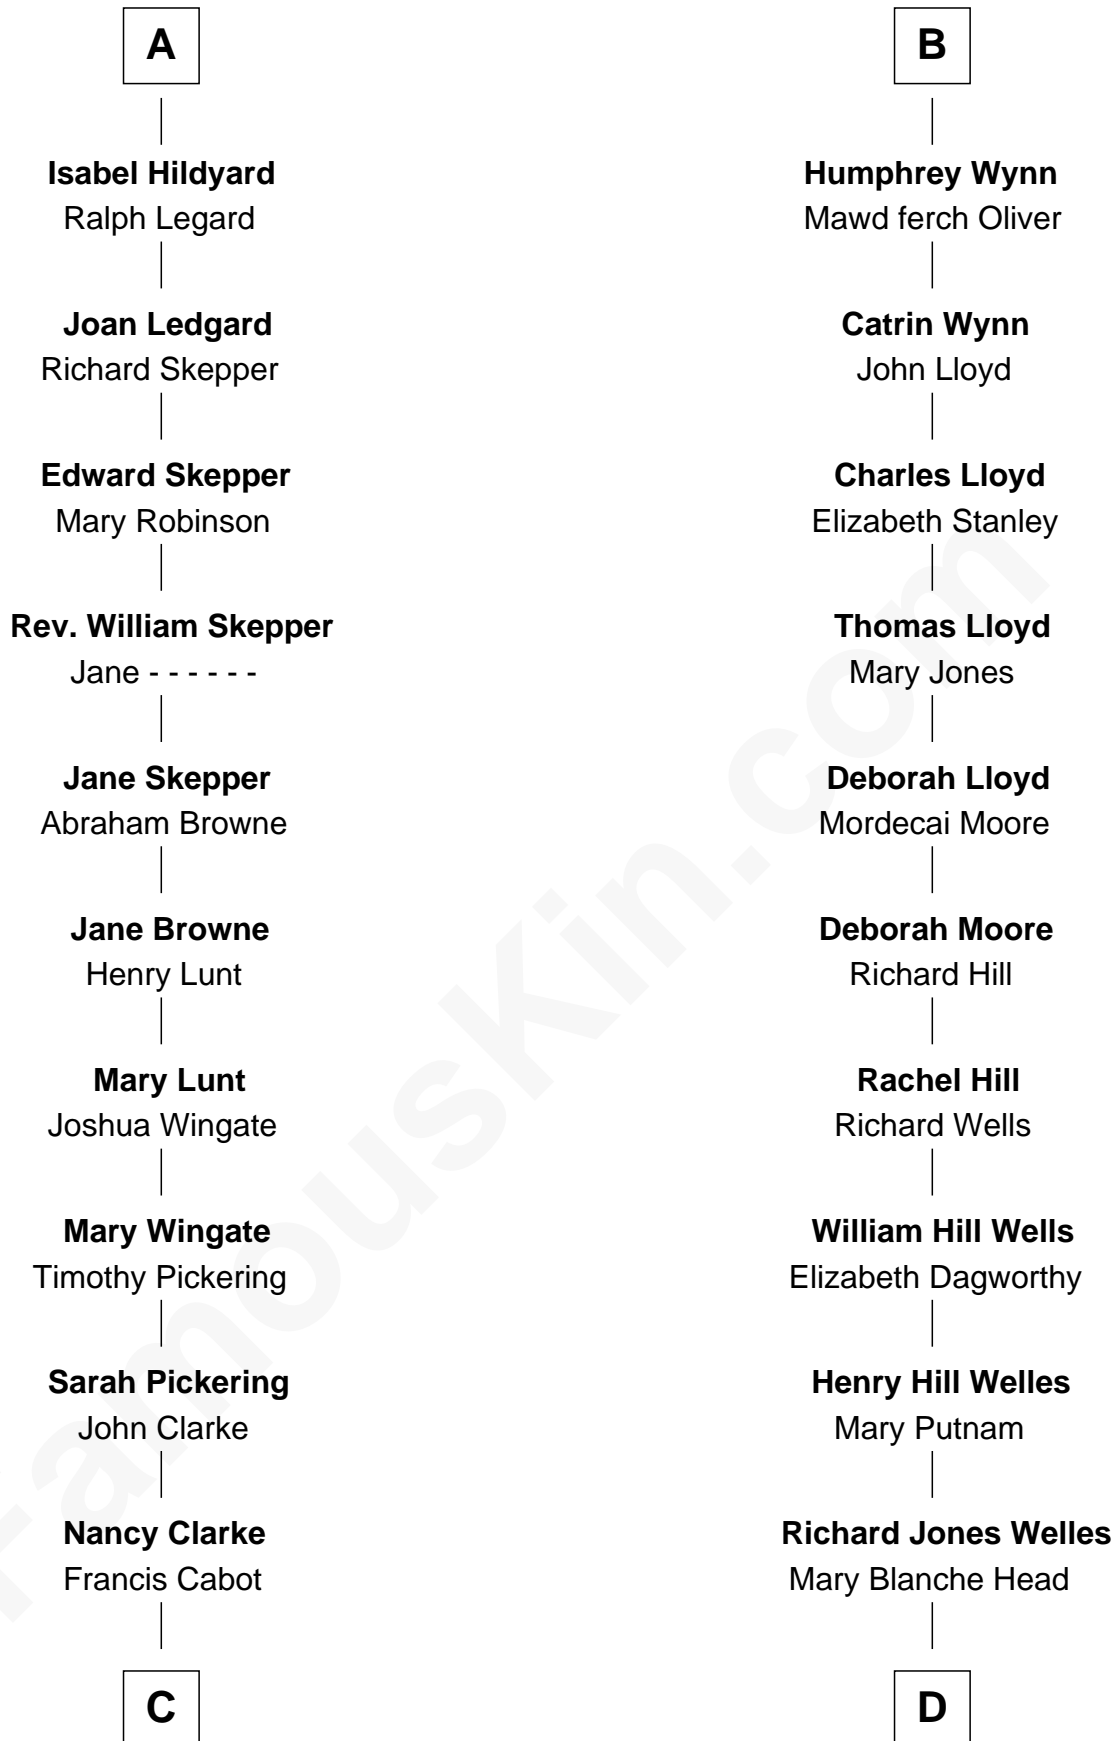 A
Isabel Hildyard
Ralph Legard
Joan Ledgard
Richard Skepper
Edward Skepper
Mary Robinson
Rev. William Skepper
Jane - - - - - -
Jane Skepper
Abraham Browne
Jane Browne
Henry Lunt
Mary Lunt
Joshua Wingate
Mary Wingate
Timothy Pickering
Sarah Pickering
John Clarke
Nancy Clarke
Francis Cabot
C
B
Humphrey Wynn
Mawd ferch Oliver
Catrin Wynn
John Lloyd
Charles Lloyd
Elizabeth Stanley
Thomas Lloyd
Mary Jones
Deborah Lloyd
Mordecai Moore
Deborah Moore
Richard Hill
Rachel Hill
Richard Wells
William Hill Wells
Elizabeth Dagworthy
Henry Hill Welles
Mary Putnam
Richard Jones Welles
Mary Blanche Head
D
FamousKin.com